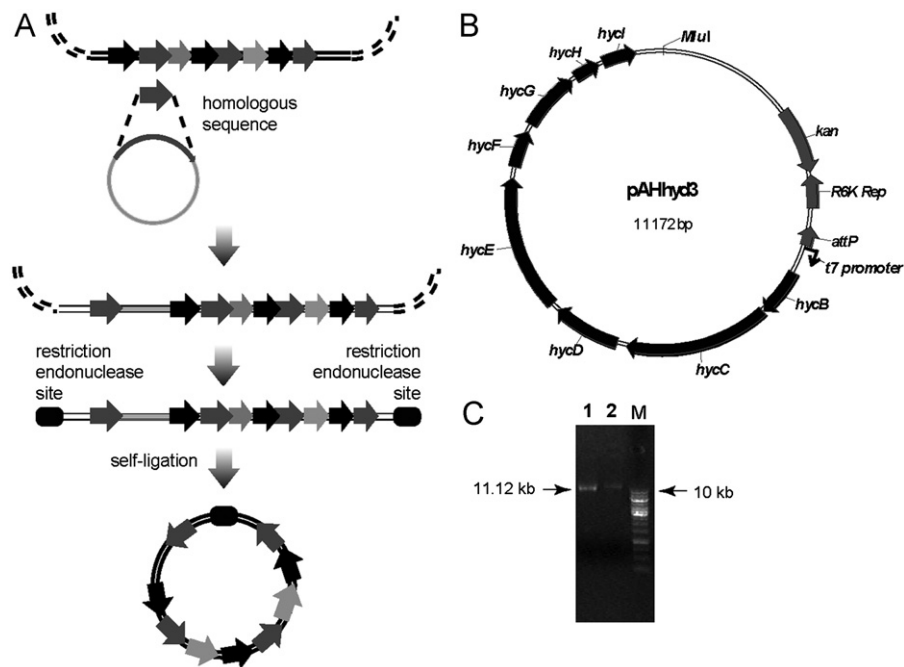 A
homologous
sequence
restriction
endonuclease
site
restriction
endonuclease
site
self-ligation
B
MluI
hycI
hycH
hycG
hycF
hycE
hycD
hycC
hycB
t7 promoter
attP
R6K Rep
kan
pAHhyd3
11172bp
C
1 2 M
11.12 kb
10 kb